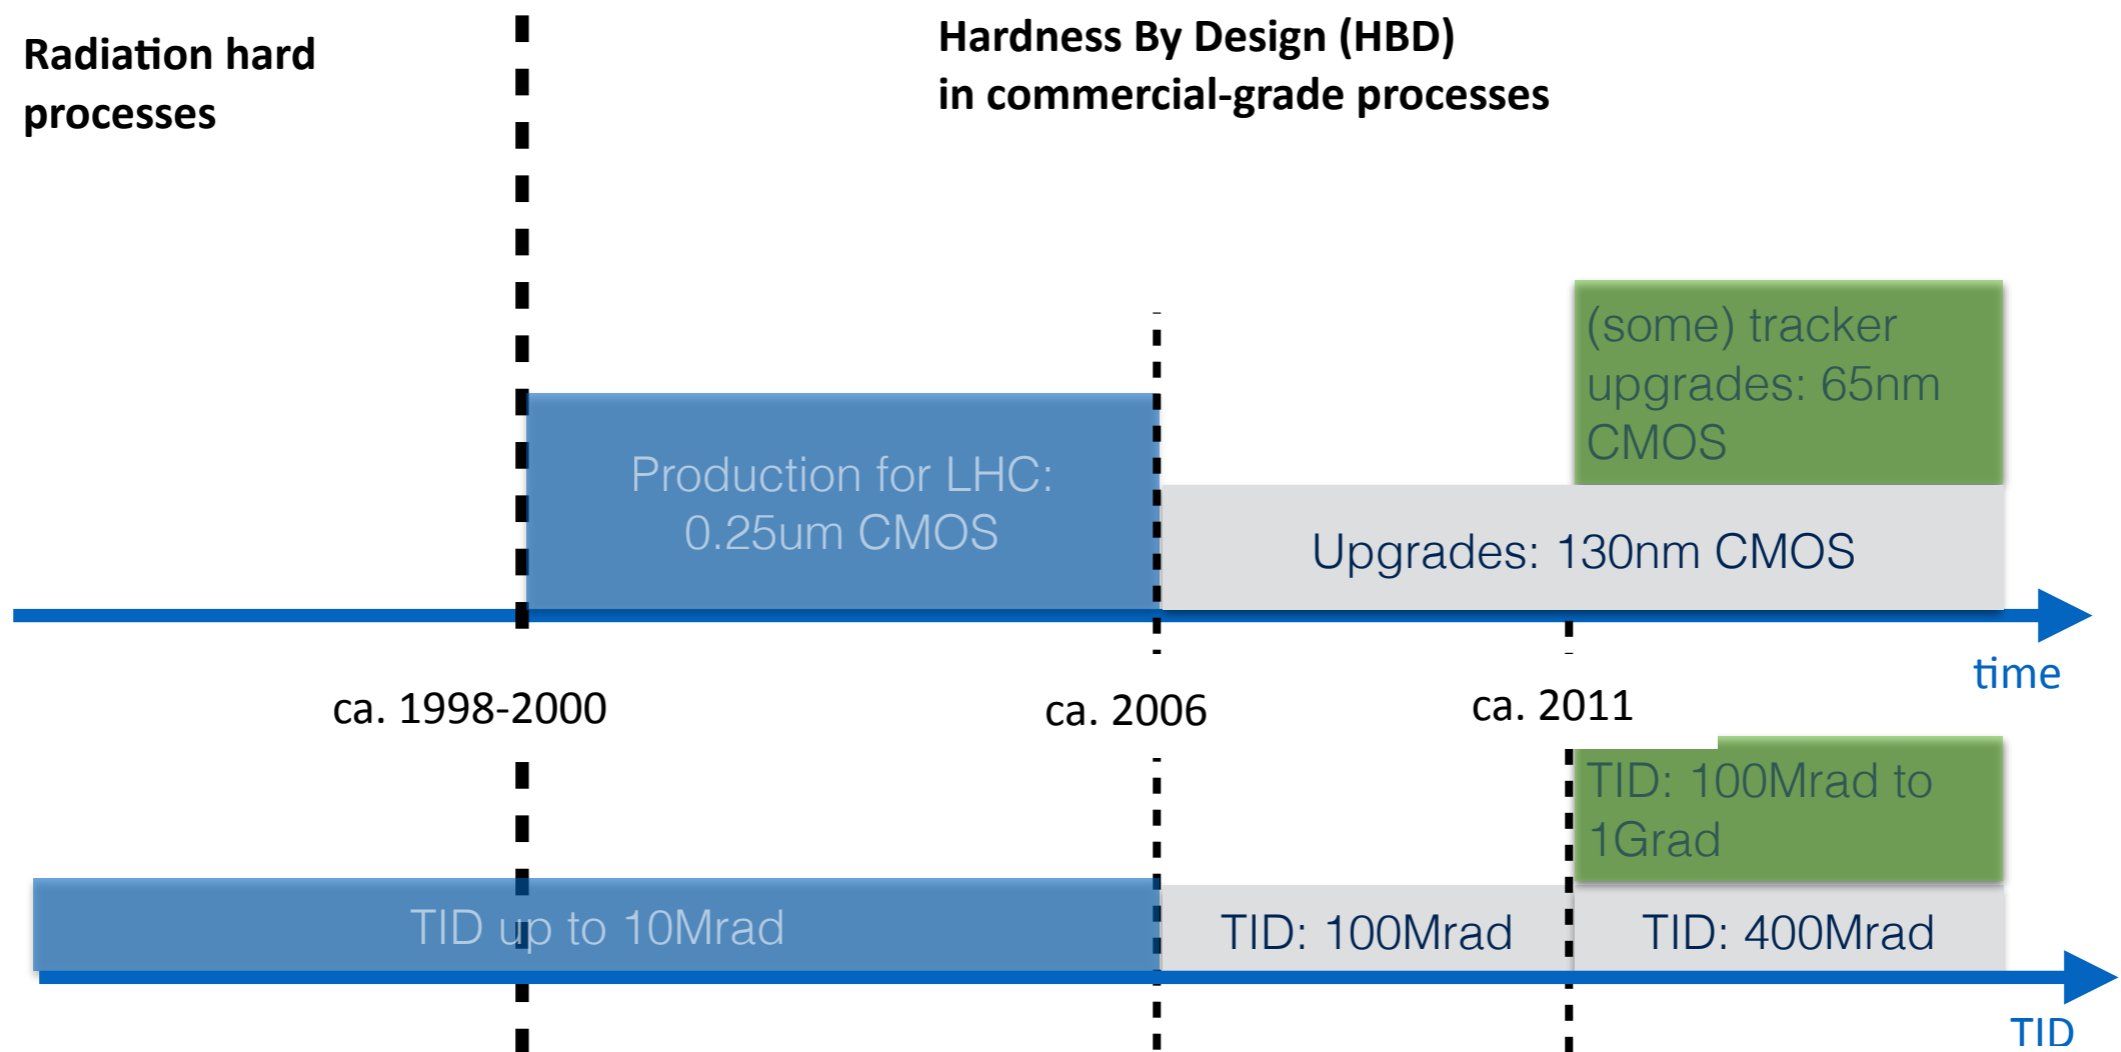 Radiation hard
processes
Hardness By Design (HBD)
in commercial-grade processes
(some) tracker
upgrades: 65nm
CMOS
Production for LHC:
0.25um CMOS
Upgrades: 130nm CMOS
time
ca. 1998-2000
ca. 2006
ca. 2011
TID: 100Mrad to
1Grad
TID up to 10Mrad
TID: 100Mrad
TID: 400Mrad
TID